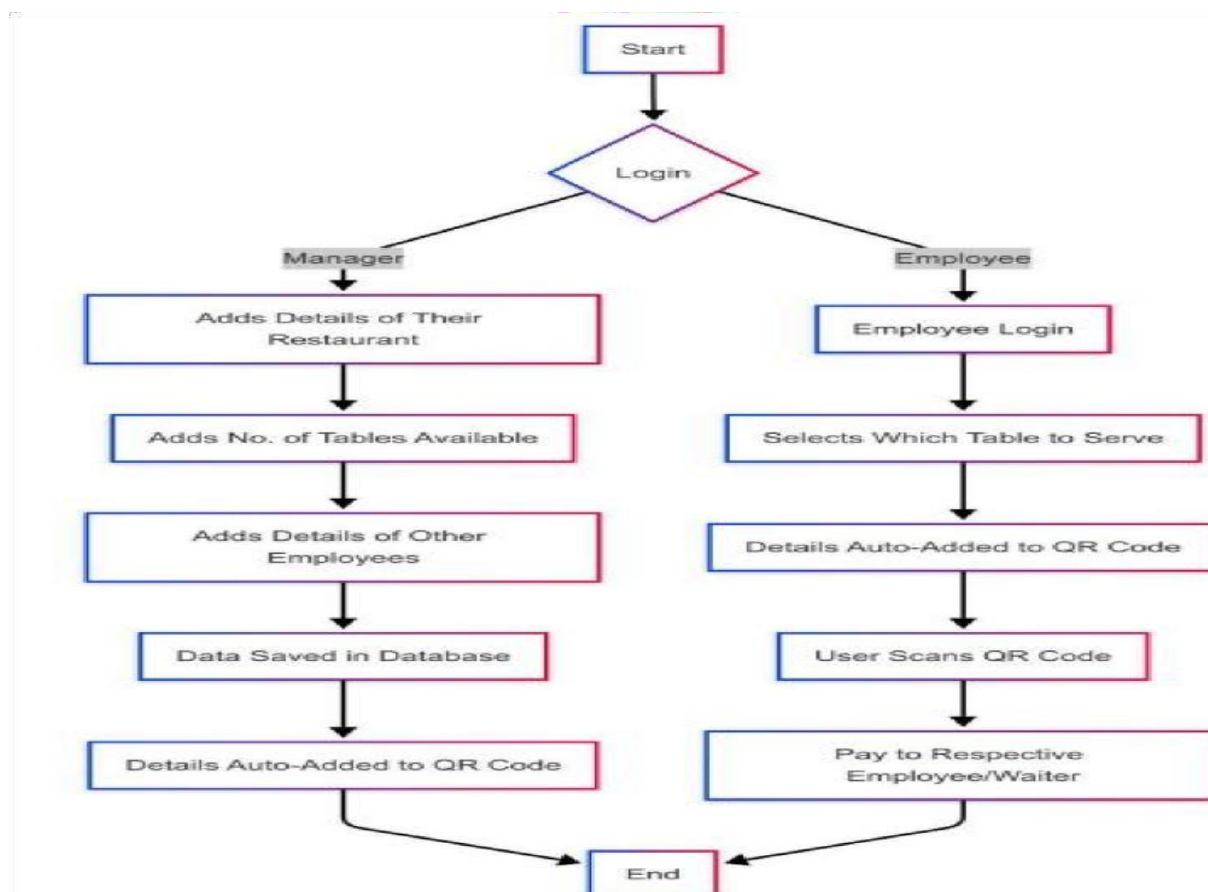 Start
Login
Manager
Employee
Adds Details of Their
Restaurant
Employee Login
Adds No. of Tables Available
Selects Which Table to Serve
Adds Details of Other
Employees
Details Auto-Added to QR Code
Data Saved in Database
User Scans QR Code
Details Auto-Added to QR Code
Pay to Respective
Employee/Waiter
End